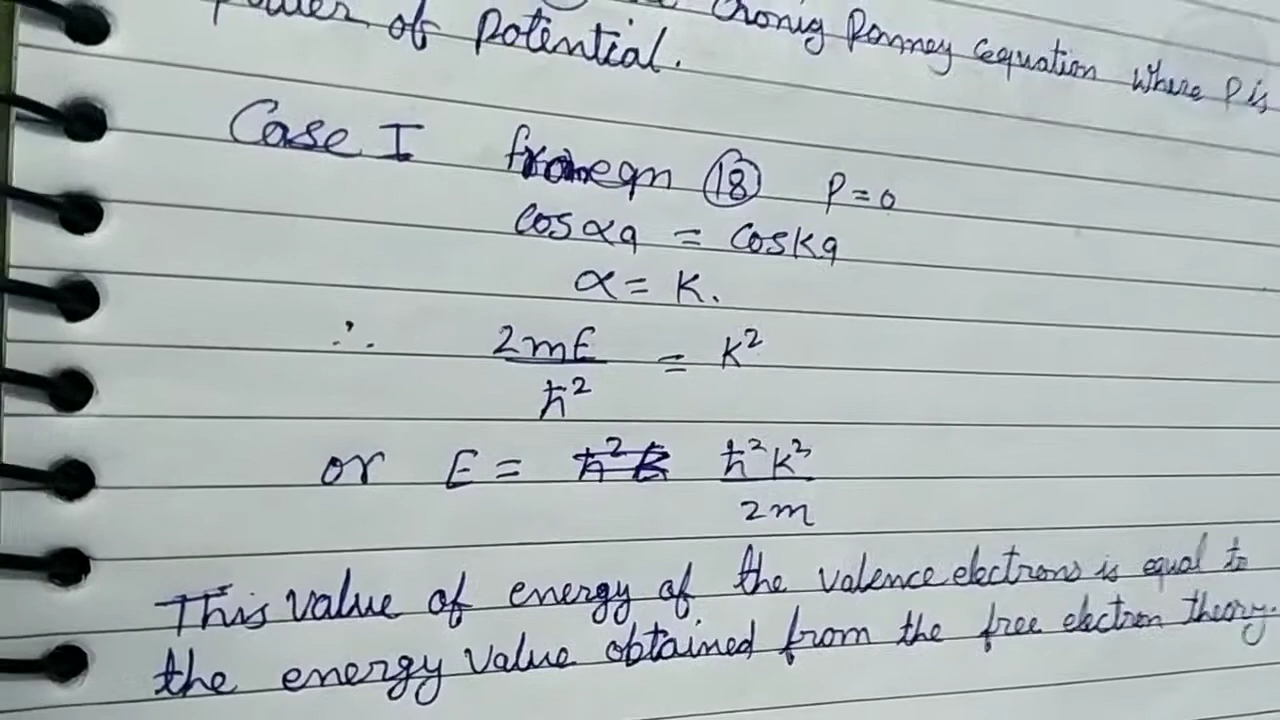 Kronig Penney equation where P is
power of Potential.
Case I from eqn (18) P = 0
cos αa = cos Ka
α = K.
∴ 2mE / ħ² = K²
or E = ħ²K² / 2m
This value of energy of the valence electrons is equal to
the energy value obtained from the free electron theory.